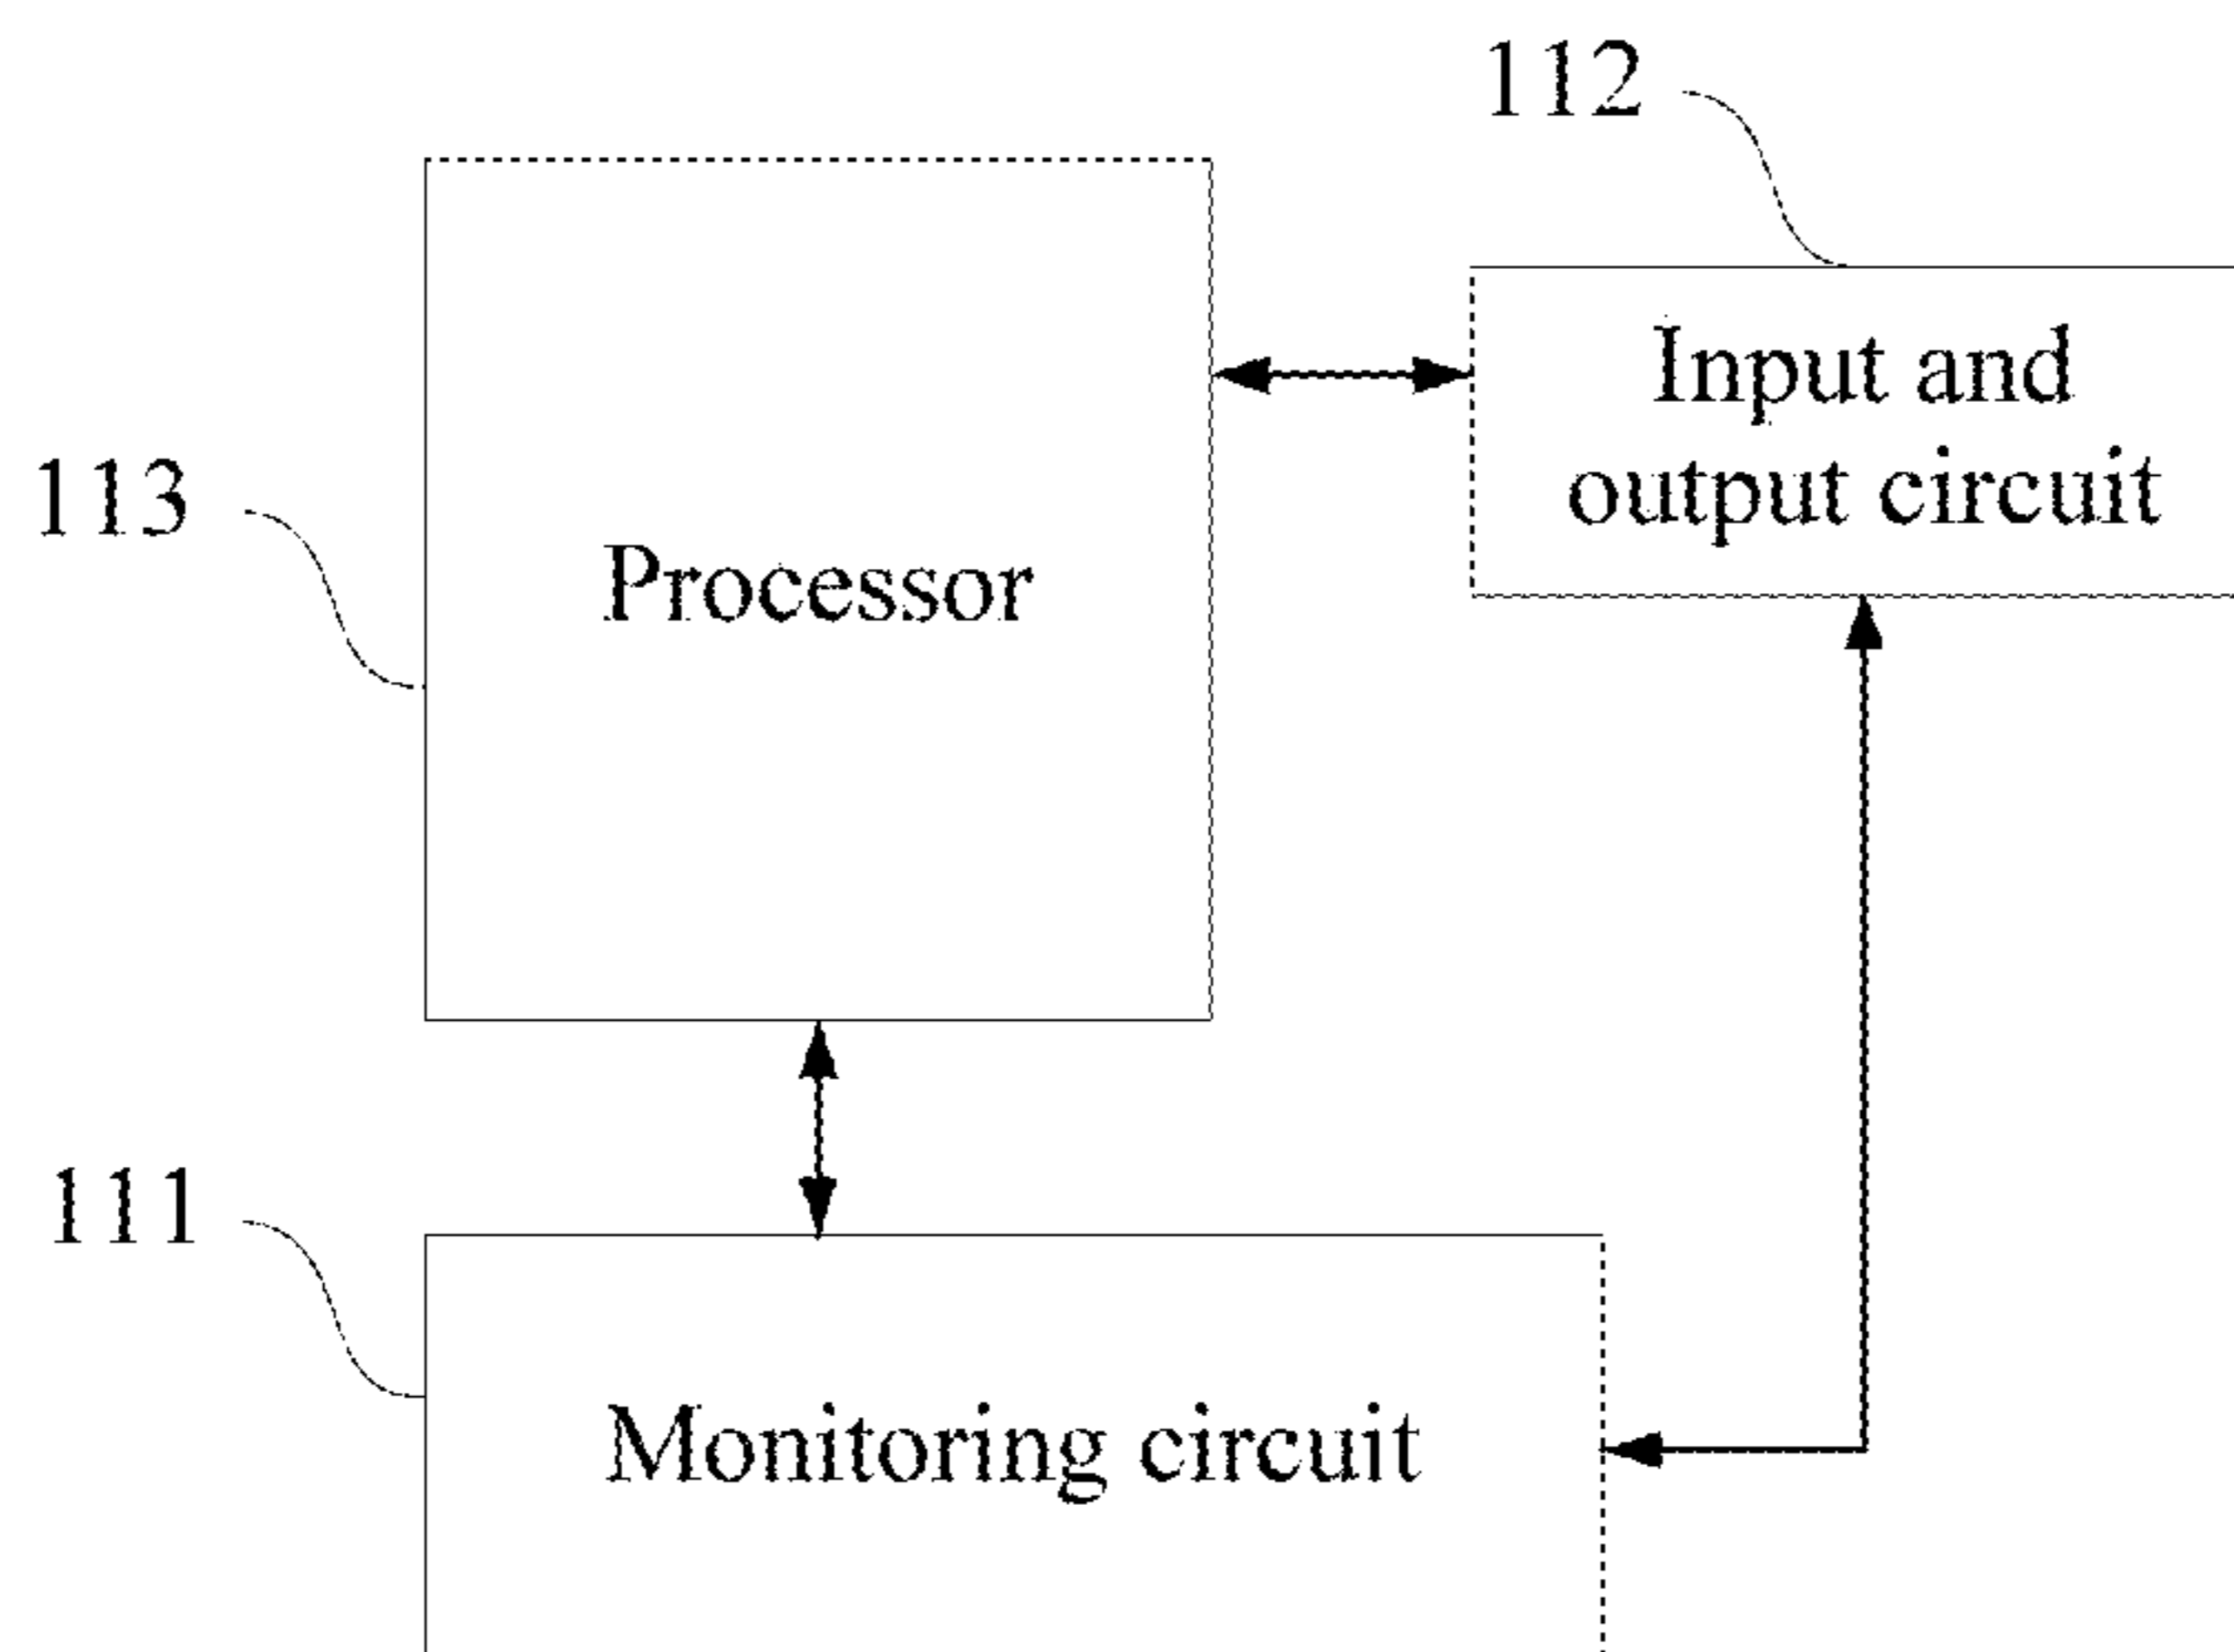 112
Input and
output circuit
113
Processor
111
Monitoring circuit